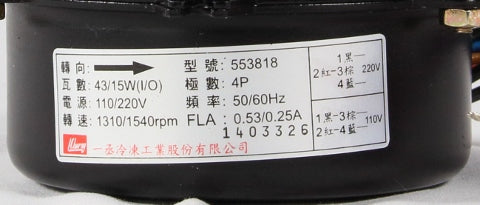 轉向: → 型號: 553818
瓦數: 43/15W(I/O) 極數: 4P
電源: 110/220V 頻率: 50/60Hz
轉速: 1310/1540rpm FLA : 0.53/0.25A
1403326
一丞冷凍工業股份有限公司
1黑—
2紅—3棕 220V
4藍—
1黑—3棕 110V
2紅—4藍—